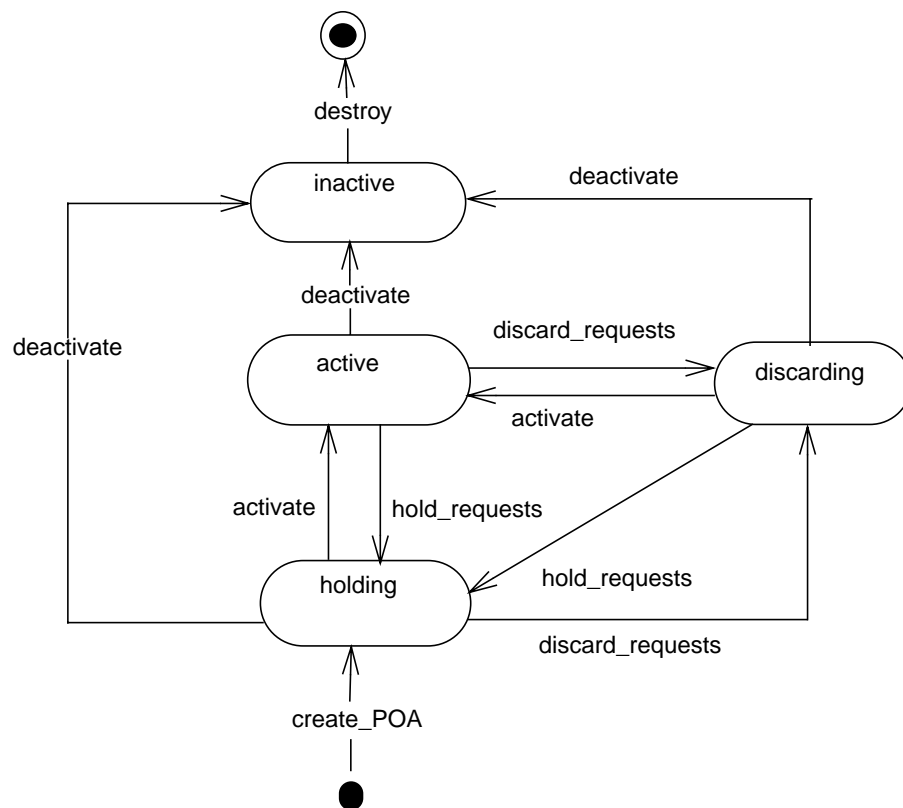 destroy
inactive
deactivate
deactivate
discard_requests
deactivate
active
discarding
activate
activate
hold_requests
holding
hold_requests
discard_requests
create_POA